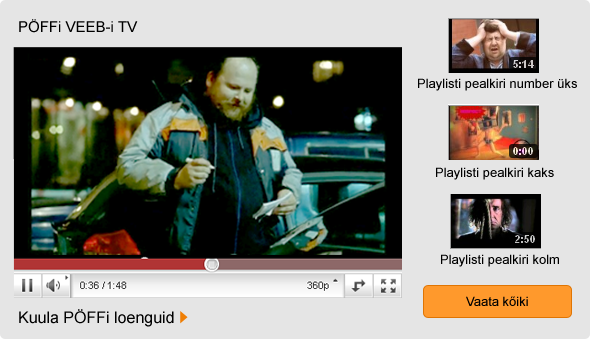 PÖFFi VEEB-i TV
0:36 / 1:48
360p
Kuula PÖFFi loenguid
5:14
Playlisti pealkiri number üks
0:00
Playlisti pealkiri kaks
2:50
Playlisti pealkiri kolm
Vaata kõiki